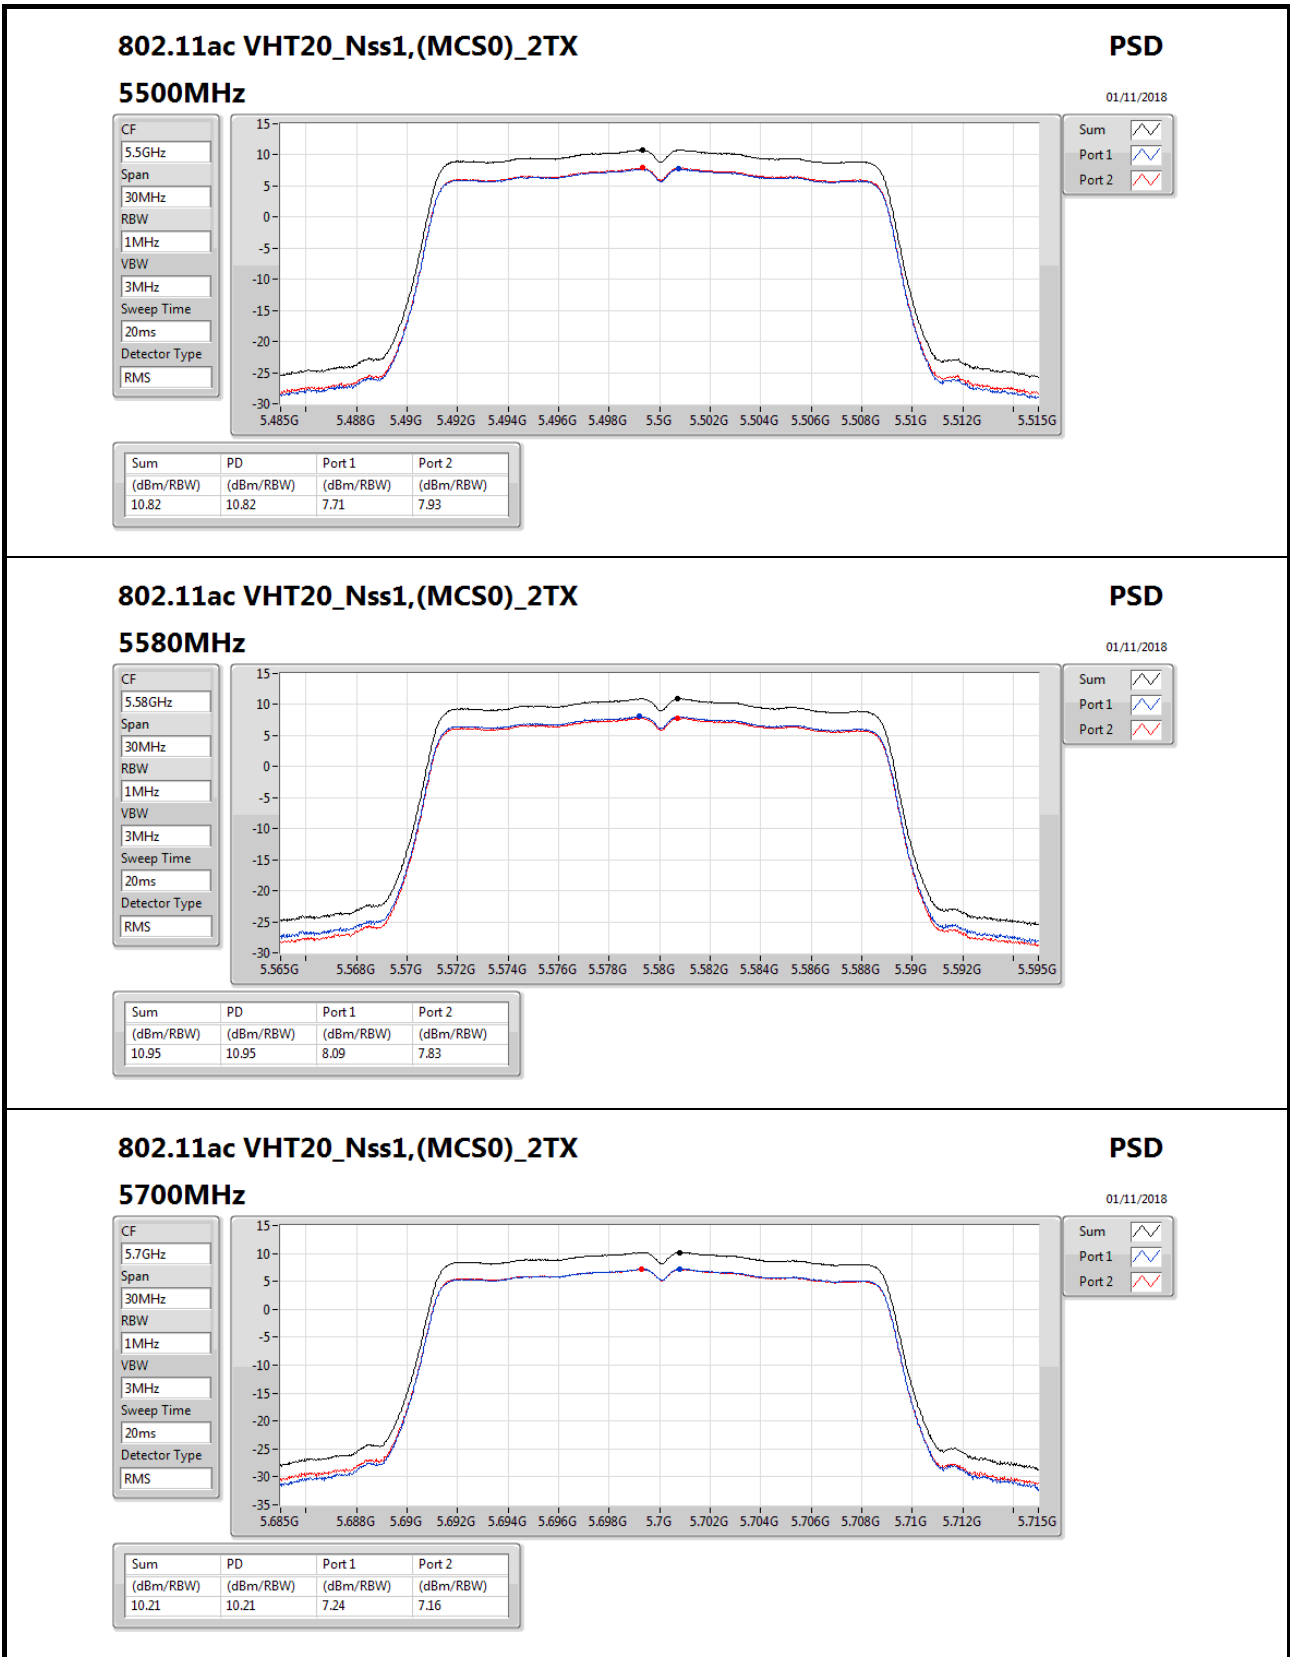 802.11ac VHT20_Nss1,(MCS0)_2TX PSD
5500MHz 01/11/2018
CF
5.5GHz
Span
30MHz
RBW
1MHz
VBW
3MHz
Sweep Time
20ms
Detector Type
RMS
15
10
5
0
-5
-10
-15
-20
-25
-30
5.485G 5.488G 5.49G 5.492G 5.494G 5.496G 5.498G 5.5G 5.502G 5.504G 5.506G 5.508G 5.51G 5.512G 5.515G
Sum
Port 1
Port 2
Sum PD Port 1 Port 2
(dBm/RBW) (dBm/RBW) (dBm/RBW) (dBm/RBW)
10.82 10.82 7.71 7.93
802.11ac VHT20_Nss1,(MCS0)_2TX PSD
5580MHz 01/11/2018
CF
5.58GHz
Span
30MHz
RBW
1MHz
VBW
3MHz
Sweep Time
20ms
Detector Type
RMS
15
10
5
0
-5
-10
-15
-20
-25
-30
5.565G 5.568G 5.57G 5.572G 5.574G 5.576G 5.578G 5.58G 5.582G 5.584G 5.586G 5.588G 5.59G 5.592G 5.595G
Sum
Port 1
Port 2
Sum PD Port 1 Port 2
(dBm/RBW) (dBm/RBW) (dBm/RBW) (dBm/RBW)
10.95 10.95 8.09 7.83
802.11ac VHT20_Nss1,(MCS0)_2TX PSD
5700MHz 01/11/2018
CF
5.7GHz
Span
30MHz
RBW
1MHz
VBW
3MHz
Sweep Time
20ms
Detector Type
RMS
15
10
5
0
-5
-10
-15
-20
-25
-30
-35
5.685G 5.688G 5.69G 5.692G 5.694G 5.696G 5.698G 5.7G 5.702G 5.704G 5.706G 5.708G 5.71G 5.712G 5.715G
Sum
Port 1
Port 2
Sum PD Port 1 Port 2
(dBm/RBW) (dBm/RBW) (dBm/RBW) (dBm/RBW)
10.21 10.21 7.24 7.16